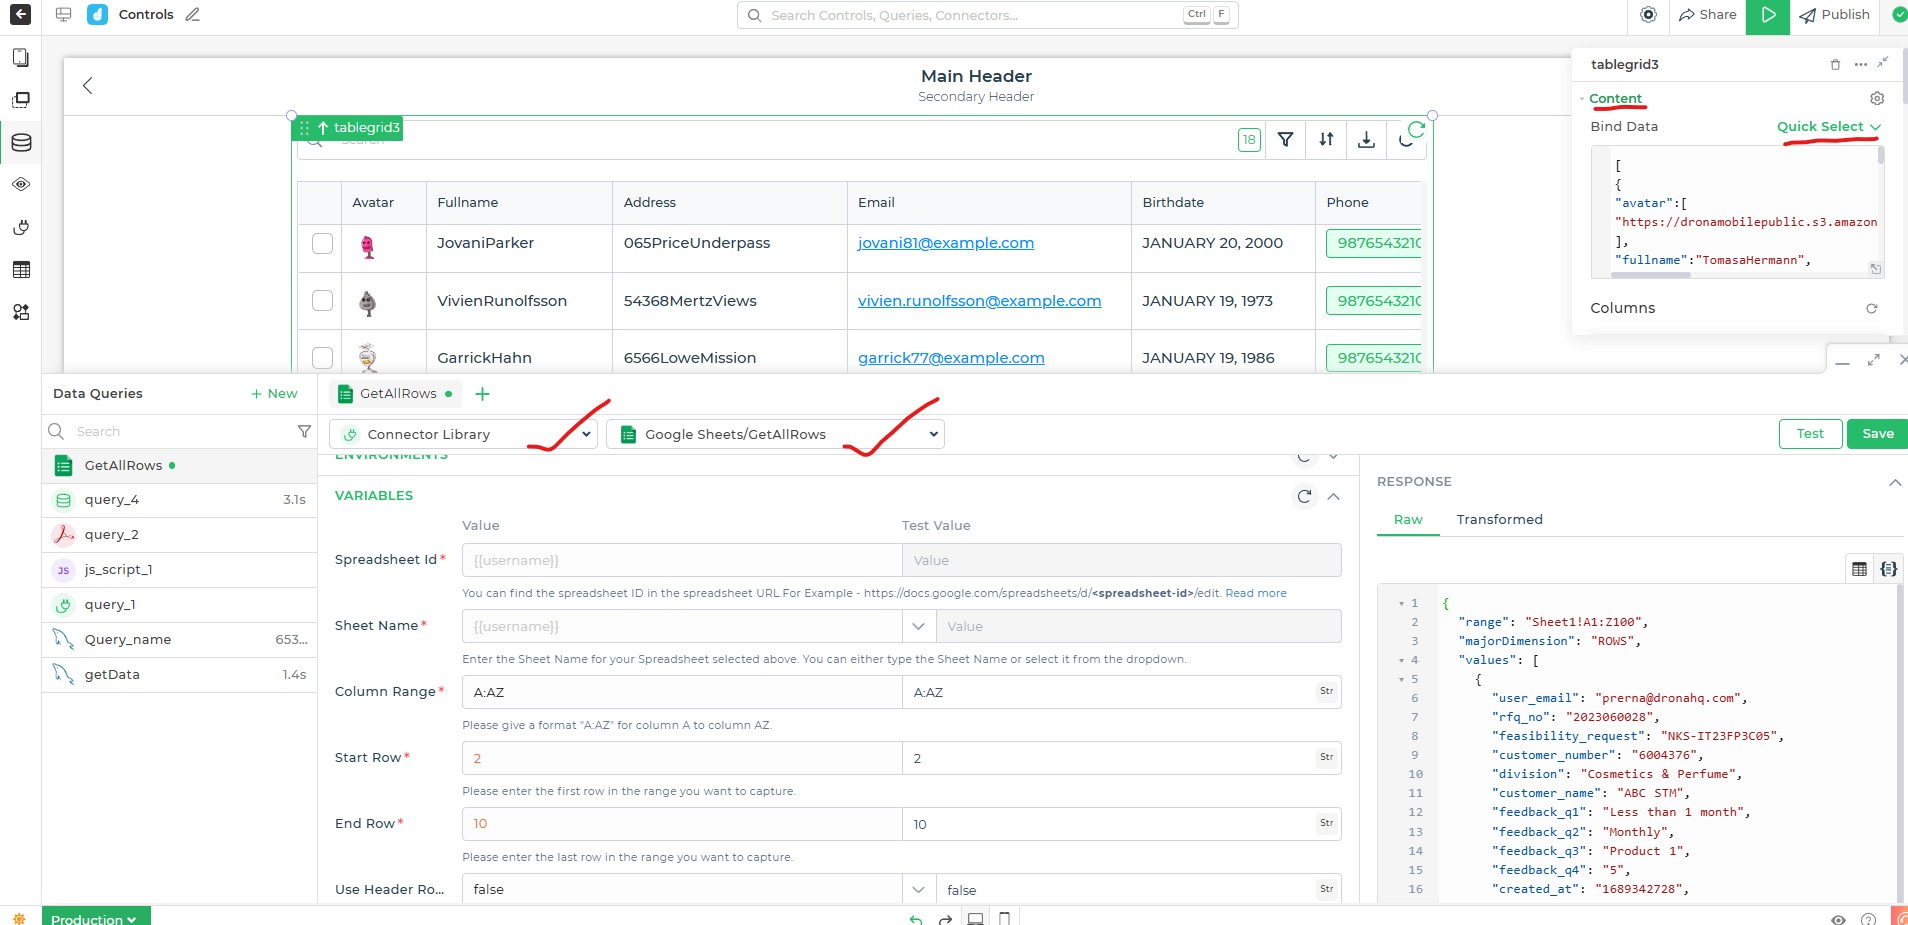 Controls
Search Controls, Queries, Connectors...
Ctrl F
Share
Publish
Main Header
Secondary Header
tablegrid3
18
Avatar Fullname Address Email Birthdate Phone
JovaniParker 065PriceUnderpass jovani81@example.com JANUARY 20, 2000 9876543210
VivienRunolfsson 54368MertzViews vivien.runolfsson@example.com JANUARY 19, 1973 9876543210
GarrickHahn 6566LoweMission garrick77@example.com JANUARY 19, 1986 9876543210
tablegrid3
Content
Bind Data Quick Select
[
{
"avatar":[
"https://dronamobilepublic.s3.amazon
],
"fullname":"TomasaHermann",
Columns
Data Queries + New
Search
GetAllRows
query_4 3.1s
query_2
JS js_script_1
query_1
Query_name 653...
getData 1.4s
GetAllRows
Connector Library
Google Sheets/GetAllRows
Test Save
ENVIRONMENTS
VARIABLES
Value Test Value
Spreadsheet Id* {{username}} Value
You can find the spreadsheet ID in the spreadsheet URL.For Example - https://docs.google.com/spreadsheets/d/<spreadsheet-id>/edit. Read more
Sheet Name* {{username}} Value
Enter the Sheet Name for your Spreadsheet selected above. You can either type the Sheet Name or select it from the dropdown.
Column Range* A:AZ A:AZ Str
Please give a format "A:AZ" for column A to column AZ.
Start Row* 2 2 Str
Please enter the first row in the range you want to capture.
End Row* 10 10 Str
Please enter the last row in the range you want to capture.
Use Header Ro... false false Str
RESPONSE
Raw Transformed
1 {
2 "range": "Sheet1!A1:Z100",
3 "majorDimension": "ROWS",
4 "values": [
5 {
6 "user_email": "prerna@dronahq.com",
7 "rfq_no": "2023060028",
8 "feasibility_request": "NKS-IT23FP3C05",
9 "customer_number": "6004376",
10 "division": "Cosmetics & Perfume",
11 "customer_name": "ABC STM",
12 "feedback_q1": "Less than 1 month",
13 "feedback_q2": "Monthly",
14 "feedback_q3": "Product 1",
15 "feedback_q4": "5",
16 "created_at": "1689342728",
Production